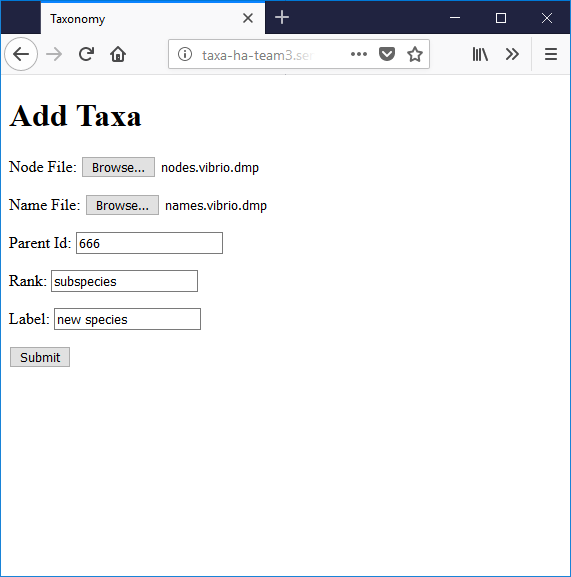 Taxonomy
taxa-ha-team3.se
Add Taxa
Node File: Browse... nodes.vibrio.dmp
Name File: Browse... names.vibrio.dmp
Parent Id: 666
Rank: subspecies
Label: new species
Submit